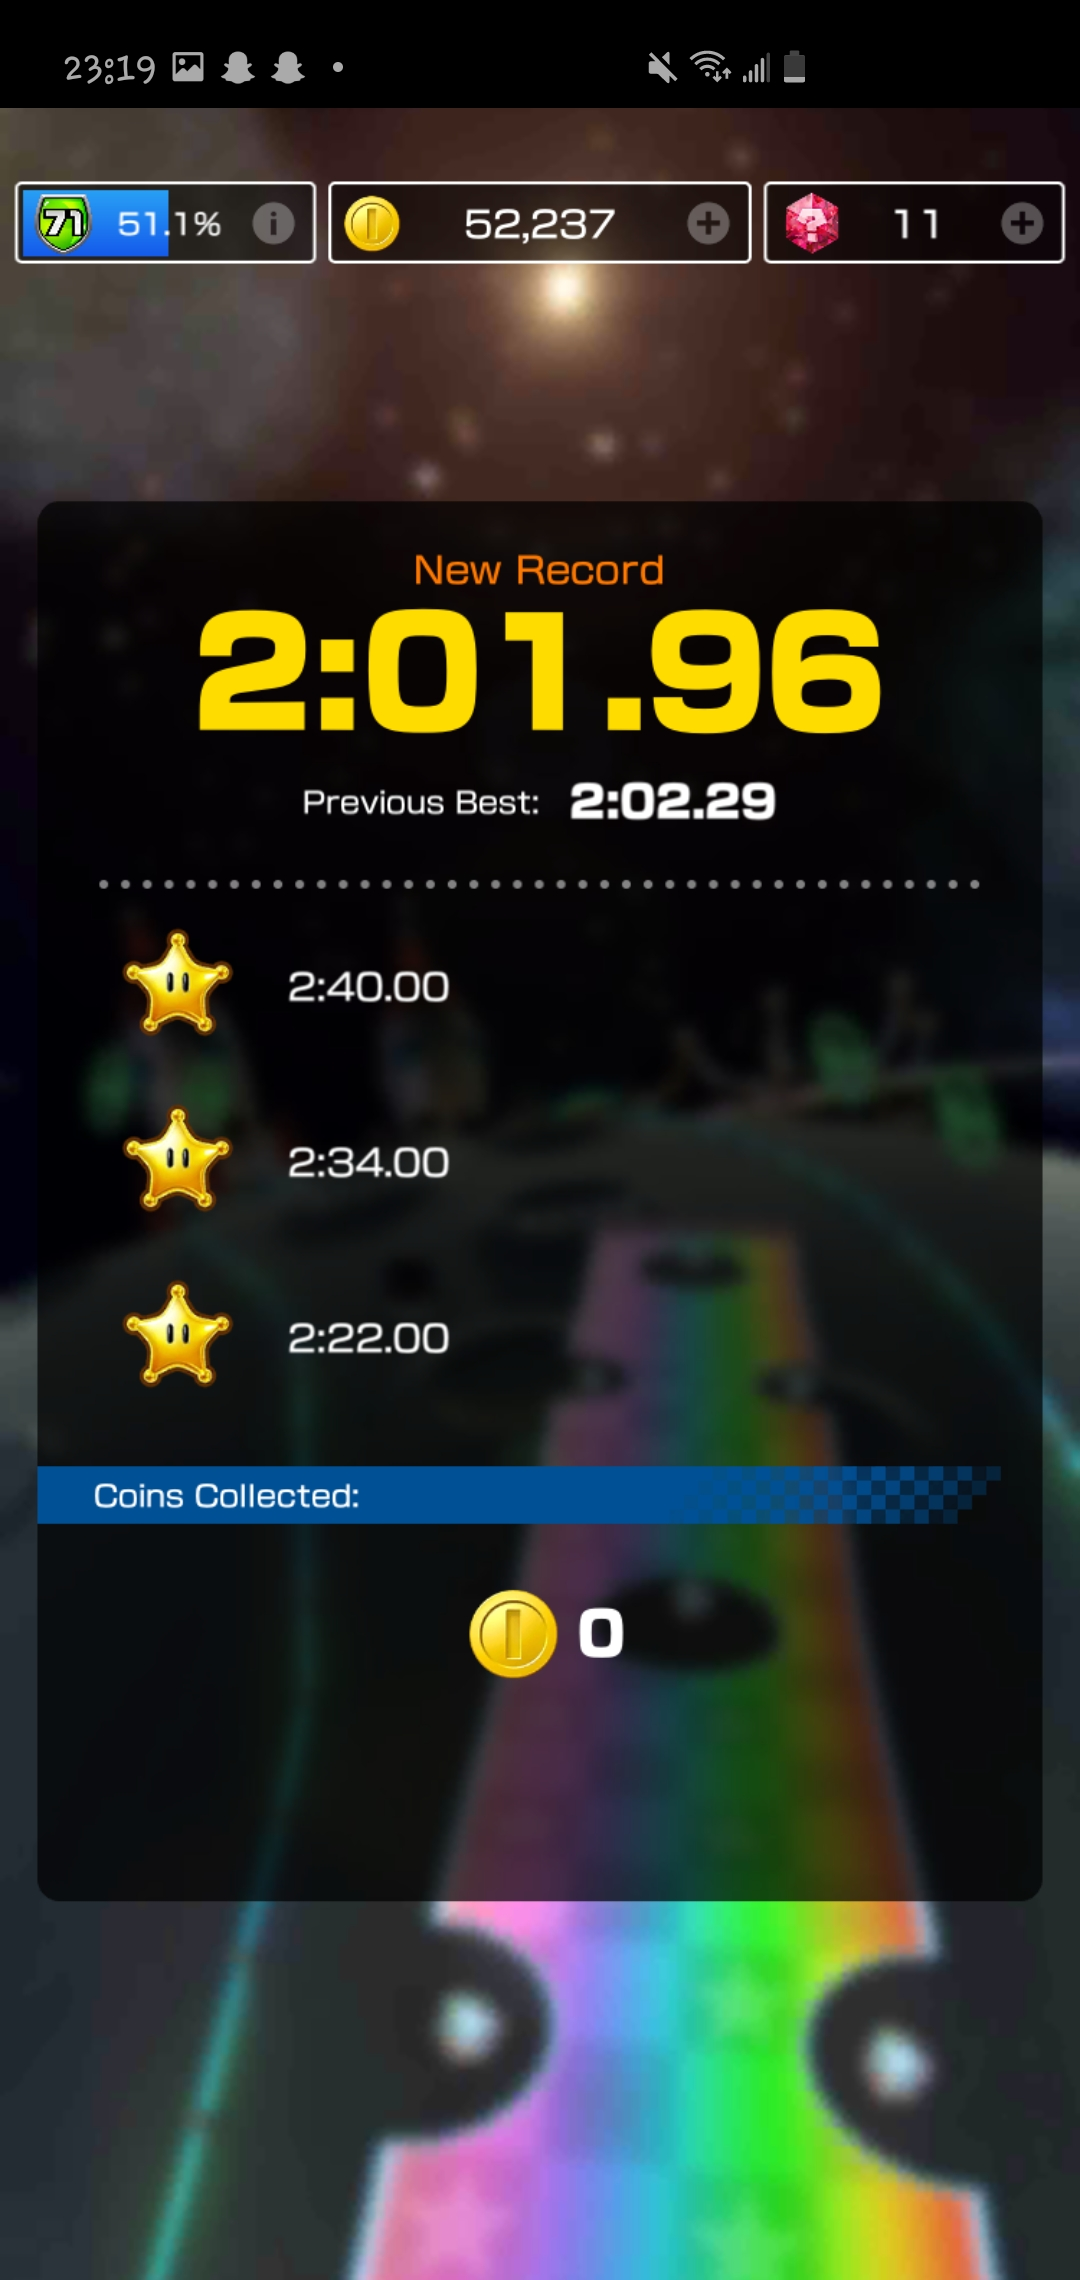 23:19
71 51.1% i 52,237 + ? 11 +
New Record
2:01.96
Previous Best: 2:02.29
2:40.00
2:34.00
2:22.00
Coins Collected:
0